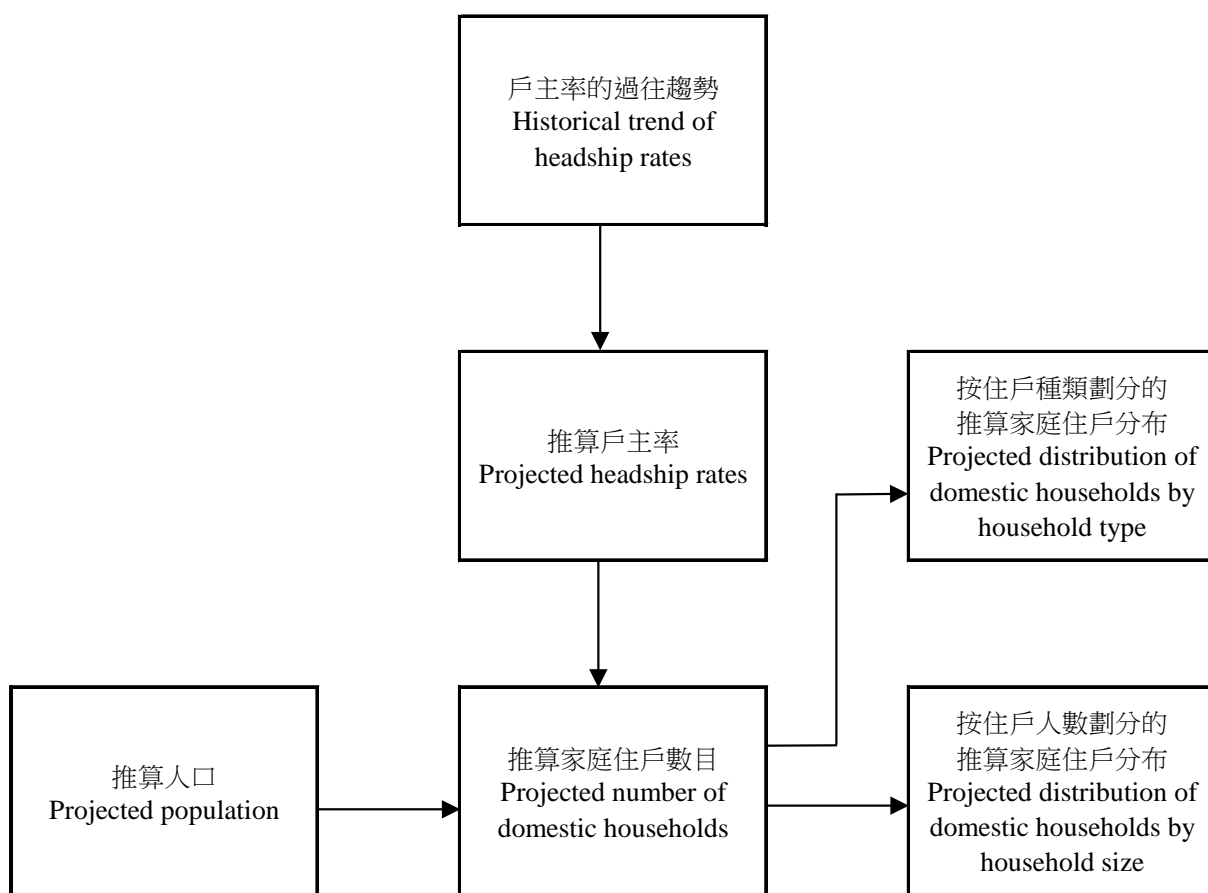 戶主率的過往趨勢
Historical trend of
headship rates
推算戶主率
Projected headship rates
按住戶種類劃分的
推算家庭住戶分布
Projected distribution of
domestic households by
household type
推算人口
Projected population
推算家庭住戶數目
Projected number of
domestic households
按住戶人數劃分的
推算家庭住戶分布
Projected distribution of
domestic households by
household size